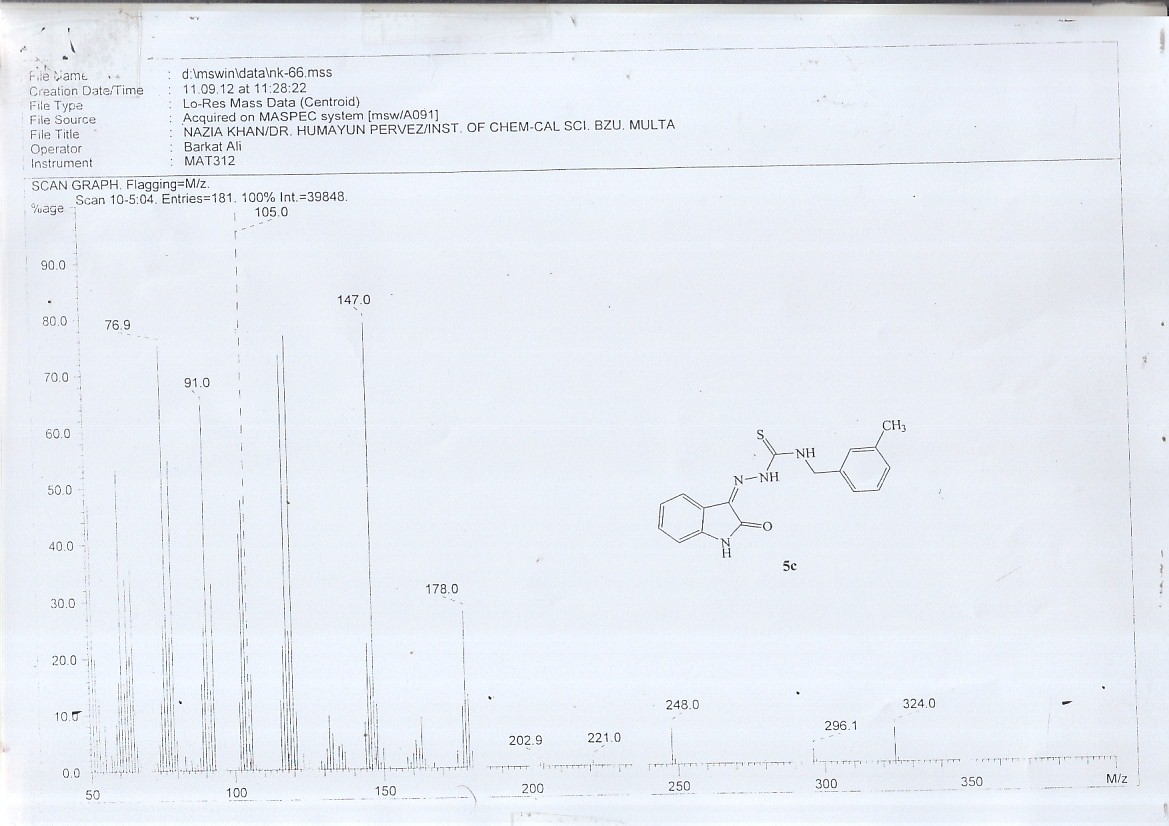 File Name : d:\mswin\data\nk-66.mss
Creation Date/Time : 11.09.12 at 11:28:22
File Type : Lo-Res Mass Data (Centroid)
File Source : Acquired on MASPEC system [msw/A091]
File Title : NAZIA KHAN/DR. HUMAYUN PERVEZ/INST. OF CHEM-CAL SCI. BZU. MULTA
Operator : Barkat Ali
Instrument : MAT312
SCAN GRAPH. Flagging=M/z.
Scan 10-5:04. Entries=181. 100% Int.=39848.
%age
105.0
90.0
147.0
80.0
76.9
70.0
91.0
60.0
50.0
40.0
30.0
20.0
10.0
0.0
178.0
202.9
221.0
248.0
296.1
324.0
CH3
S
NH
N
NH
O
N
H
5c
50 100 150 200 250 300 350 M/z